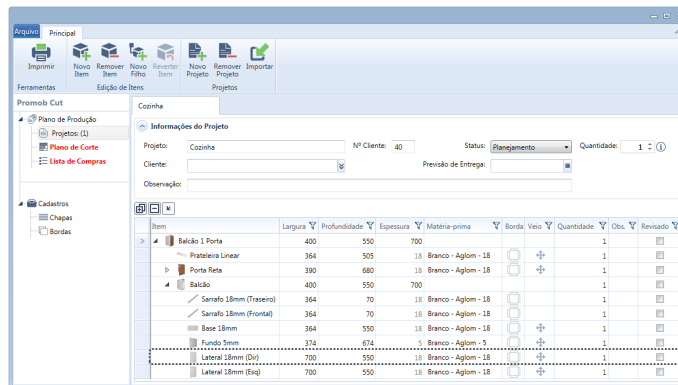 Arquivo Principal
Imprimir Novo Item Remover Item Novo Filho Reverter Item Novo Projeto Remover Projeto Importar
Ferramentas Edição de Itens Projetos
Promob Cut
Plano de Produção
Projetos: (1)
Plano de Corte
Lista de Compras
Cadastros
Chapas
Bordas
Cozinha
Informações do Projeto
Projeto: Cozinha Nº Cliente: 40 Status: Planejamento Quantidade: 1
Cliente: Previsão de Entrega:
Observação:
Item Largura Profundidade Espessura Matéria-prima Borda Veio Quantidade Obs. Revisado
Balcão 1 Porta 400 550 700 1
Prateleira Linear 364 505 18 Branco - Aglom - 18 1
Porta Reta 390 680 18 Branco - Aglom - 18 1
Balcão 400 550 700 1
Sarrafo 18mm (Traseiro) 364 70 18 Branco - Aglom - 18 1
Sarrafo 18mm (Frontal) 364 70 18 Branco - Aglom - 18 1
Base 18mm 364 550 18 Branco - Aglom - 18 1
Fundo 5mm 374 674 5 Branco - Aglom - 5 1
Lateral 18mm (Dir) 700 550 18 Branco - Aglom - 18 1
Lateral 18mm (Esq) 700 550 18 Branco - Aglom - 18 1